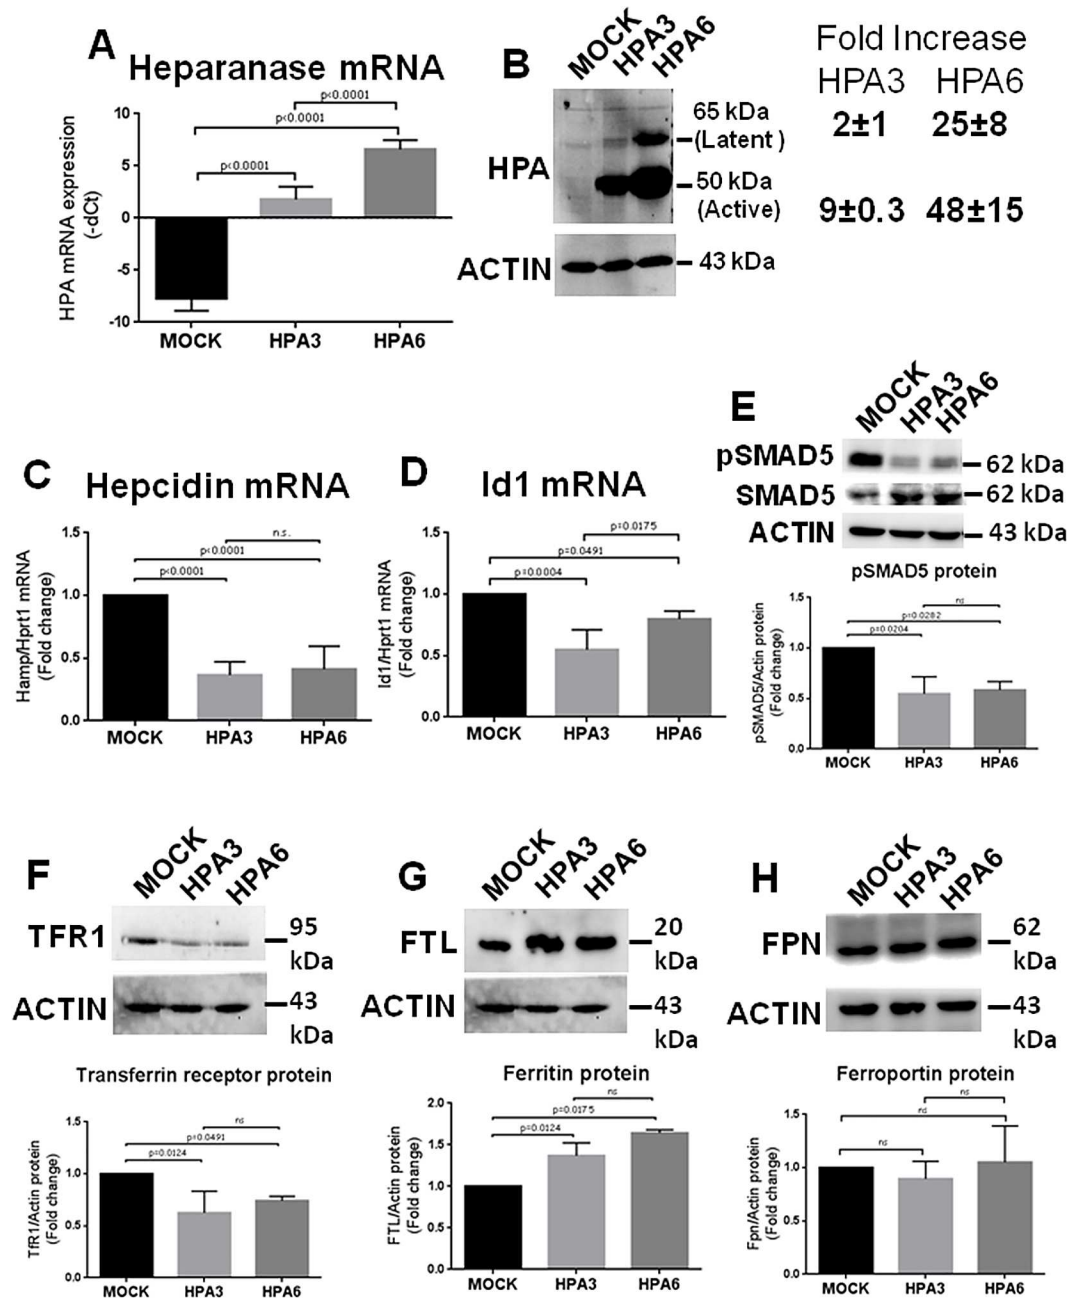 A
Heparanase mRNA
p<0.0001
p<0.0001
p<0.0001
HPA mRNA expression
(-dCt)
10
5
0
-5
-10
MOCK HPA3 HPA6
B
MOCK
HPA3
HPA6
HPA
65 kDa
(Latent )
50 kDa
(Active)
ACTIN
43 kDa
Fold Increase
HPA3 HPA6
2±1 25±8
9±0.3 48±15
C
Hepcidin mRNA
n.s.
p<0.0001
p<0.0001
Hamp/Hprt1 mRNA
(Fold change)
1.5
1.0
0.5
0.0
MOCK HPA3 HPA6
D
Id1 mRNA
p=0.0175
p=0.0491
p=0.0004
Id1/Hprt1 mRNA
(Fold change)
1.5
1.0
0.5
0.0
MOCK HPA3 HPA6
E
MOCK
HPA3
HPA6
pSMAD5
62 kDa
SMAD5
62 kDa
ACTIN
43 kDa
pSMAD5 protein
ns
p=0.0282
p=0.0204
pSMAD5/Actin protein
(Fold change)
1.5
1.0
0.5
0.0
MOCK HPA3 HPA6
F
MOCK
HPA3
HPA6
TFR1
95
kDa
ACTIN
43
kDa
Transferrin receptor protein
ns
p=0.0491
p=0.0124
TfR1/Actin protein
(Fold change)
1.5
1.0
0.5
0.0
MOCK HPA3 HPA6
G
MOCK
HPA3
HPA6
FTL
20
kDa
ACTIN
43
kDa
Ferritin protein
ns
p=0.0175
p=0.0124
FTL/Actin protein
(Fold change)
2.0
1.5
1.0
0.5
0.0
MOCK HPA3 HPA6
H
MOCK
HPA3
HPA6
FPN
62
kDa
ACTIN
43
kDa
Ferroportin protein
ns
ns
ns
Fpn/Actin protein
(Fold change)
1.5
1.0
0.5
0.0
MOCK HPA3 HPA6